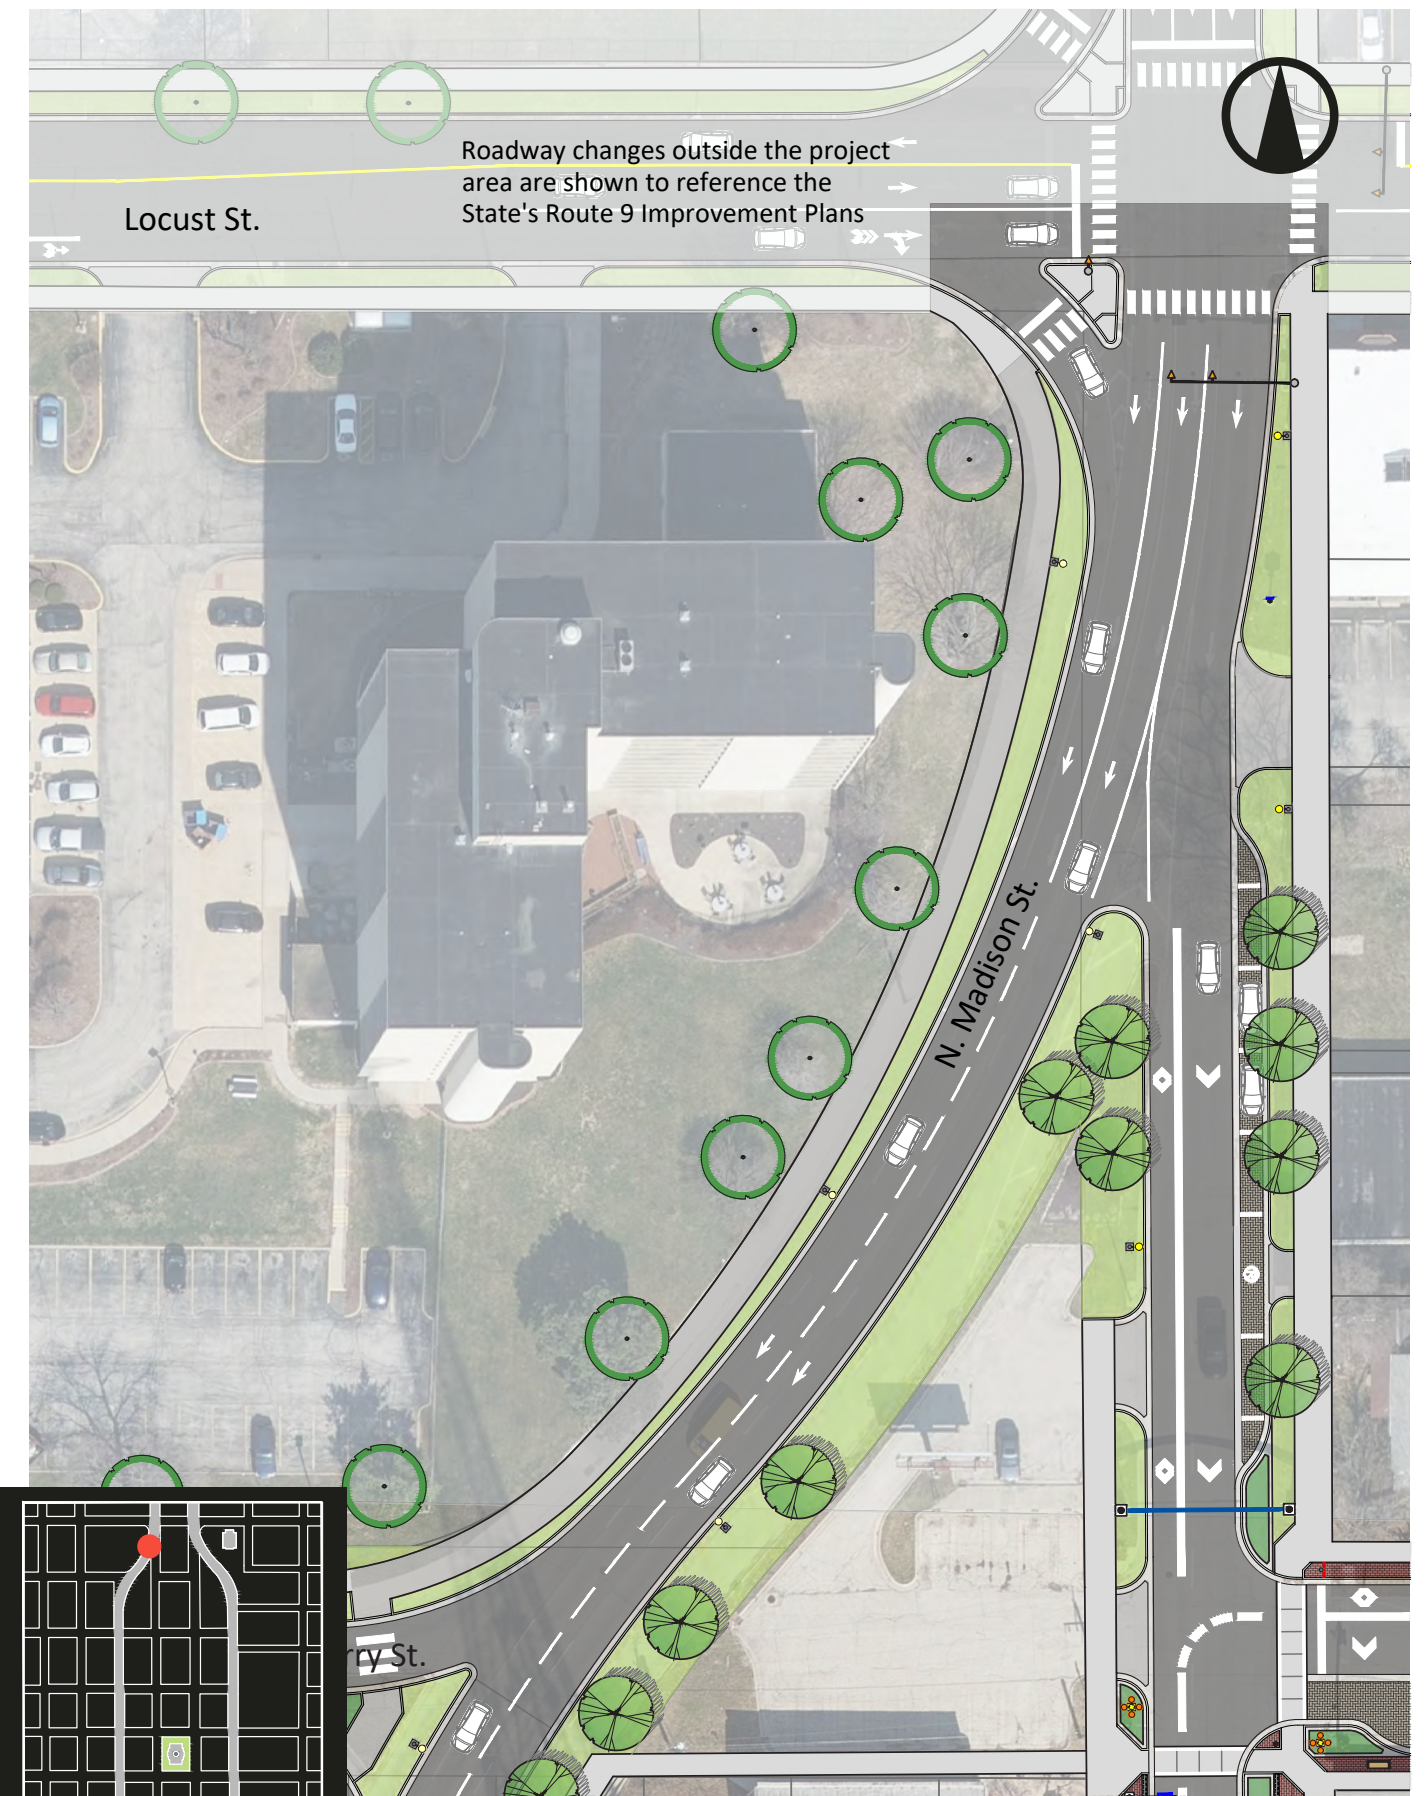 Roadway changes outside the project
area are shown to reference the
State's Route 9 Improvement Plans
Locust St.
N. Madison St.
rry St.